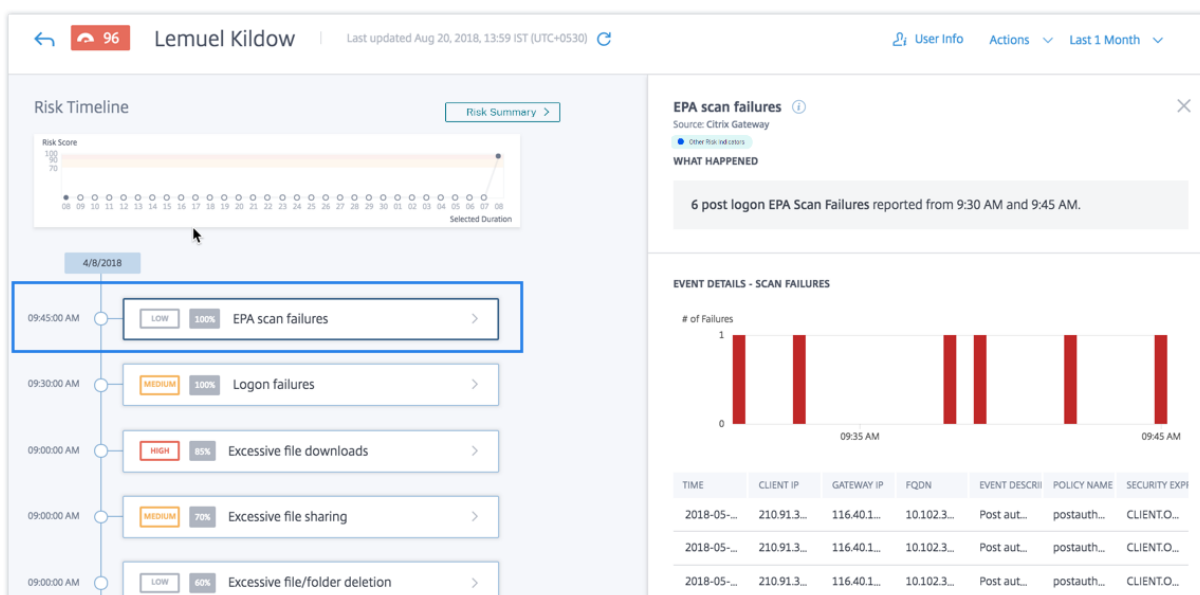 96 Lemuel Kildow Last updated Aug 20, 2018, 13:59 IST (UTC+0530) User Info Actions Last 1 Month
Risk Timeline
Risk Summary >
Risk Score
100
90
70
08 09 10 11 12 13 14 15 16 17 18 19 20 21 22 23 24 25 26 27 28 29 30 01 02 03 04 05 06 07 08
Selected Duration
4/8/2018
09:45:00 AM LOW 100% EPA scan failures
09:30:00 AM MEDIUM 100% Logon failures
09:00:00 AM HIGH 85% Excessive file downloads
09:00:00 AM MEDIUM 70% Excessive file sharing
09:00:00 AM LOW 60% Excessive file/folder deletion
EPA scan failures
Source: Citrix Gateway
Other Risk Indicators
WHAT HAPPENED
6 post logon EPA Scan Failures reported from 9:30 AM and 9:45 AM.
EVENT DETAILS - SCAN FAILURES
# of Failures
1
0
09:35 AM 09:45 AM
TIME CLIENT IP GATEWAY IP FQDN EVENT DESCRI POLICY NAME SECURITY EXPR
2018-05-... 210.91.3... 116.40.1... 10.102.3... Post aut... postauth... CLIENT.O...
2018-05-... 210.91.3... 116.40.1... 10.102.3... Post aut... postauth... CLIENT.O...
2018-05-... 210.91.3... 116.40.1... 10.102.3... Post aut... postauth... CLIENT.O...